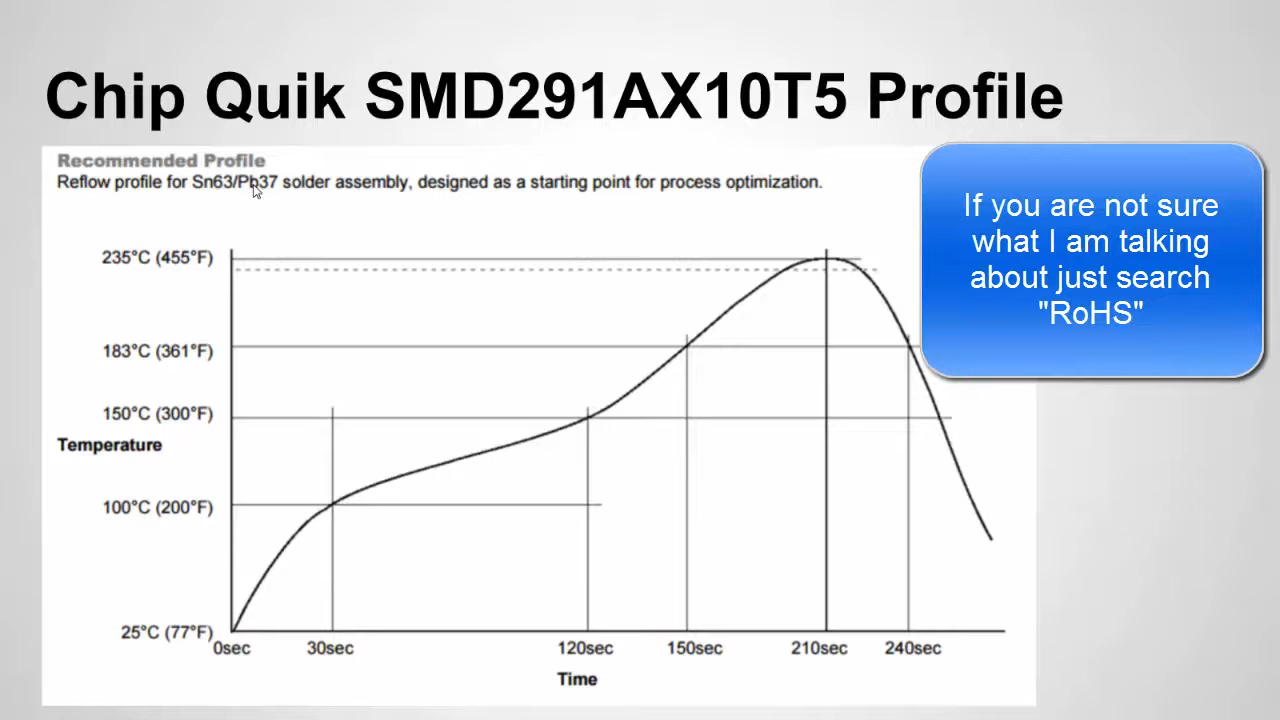 Chip Quik SMD291AX10T5 Profile
Recommended Profile
Reflow profile for Sn63/Pb37 solder assembly, designed as a starting point for process optimization.
If you are not sure
what I am talking
about just search
"RoHS"
235°C (455°F)
183°C (361°F)
150°C (300°F)
Temperature
100°C (200°F)
25°C (77°F)
0sec 30sec 120sec 150sec 210sec 240sec
Time